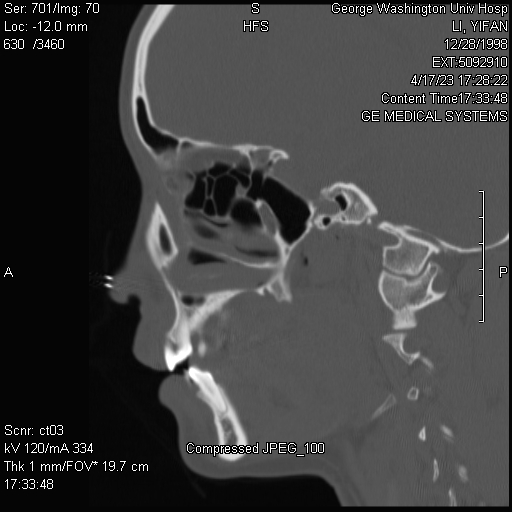 Ser: 701/Img: 70
Loc: -12.0 mm
630 /3460
S
HFS
George Washington Univ Hosp
LI, YIFAN
12/28/1998
EXT:5092910
4/17/23 17:28:22
Content Time17:33:48
GE MEDICAL SYSTEMS
A
P
Scnr: ct03
kV 120/mA 334
Thk 1 mm/FOV* 19.7 cm
17:33:48
Compressed JPEG_100